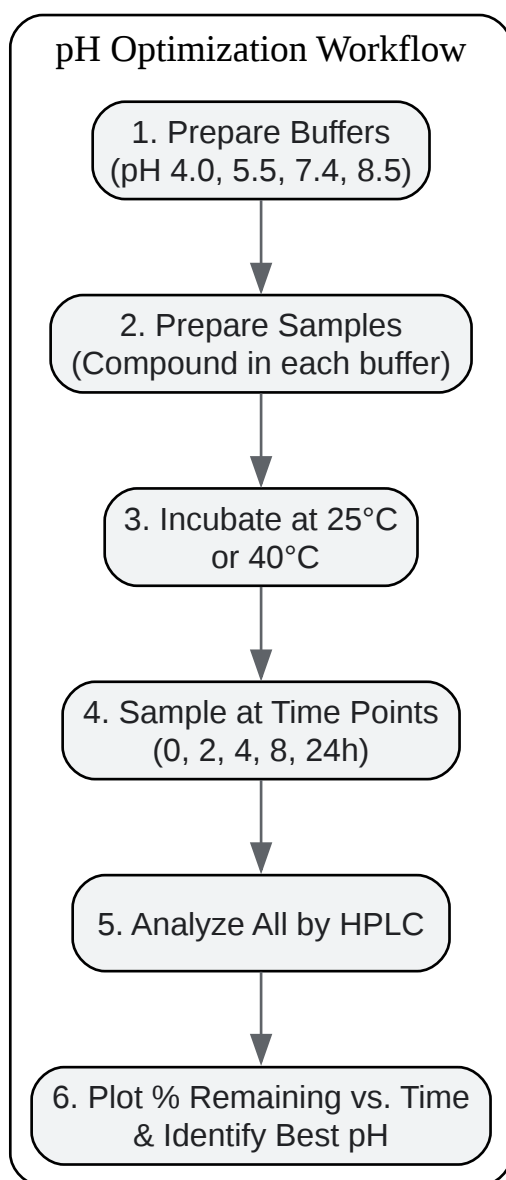 pH Optimization Workflow
1. Prepare Buffers
(pH 4.0, 5.5, 7.4, 8.5)
2. Prepare Samples
(Compound in each buffer)
3. Incubate at 25°C
or 40°C
4. Sample at Time Points
(0, 2, 4, 8, 24h)
5. Analyze All by HPLC
6. Plot % Remaining vs. Time
& Identify Best pH